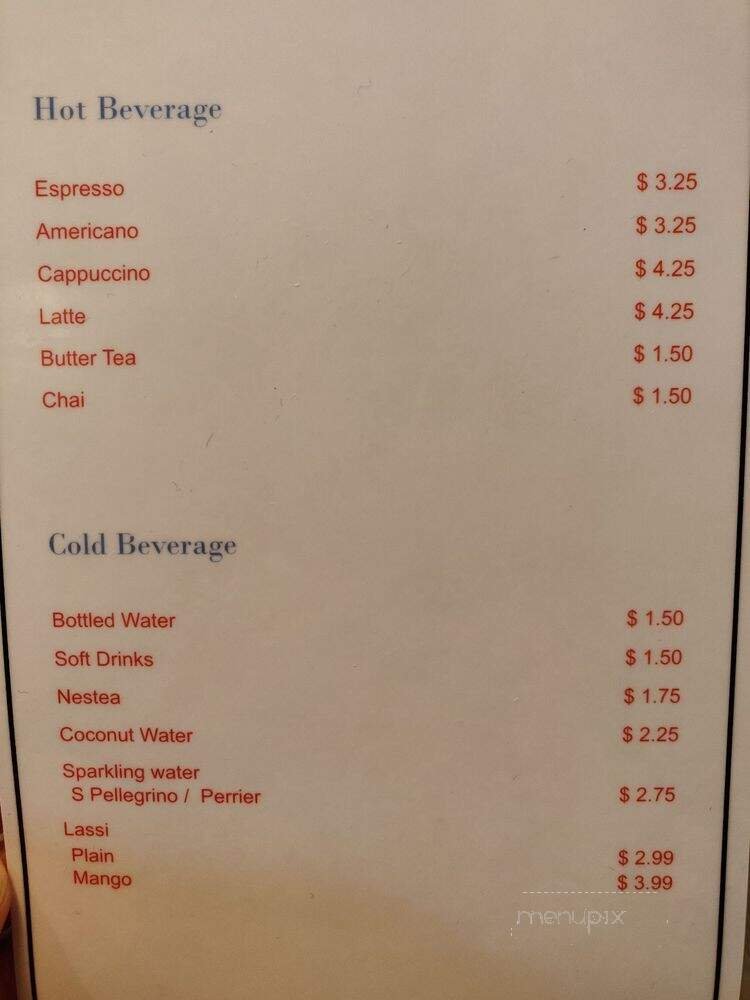 Hot Beverage
Espresso $ 3.25
Americano $ 3.25
Cappuccino $ 4.25
Latte $ 4.25
Butter Tea $ 1.50
Chai $ 1.50
Cold Beverage
Bottled Water $ 1.50
Soft Drinks $ 1.50
Nestea $ 1.75
Coconut Water $ 2.25
Sparkling water
S Pellegrino / Perrier $ 2.75
Lassi
Plain $ 2.99
Mango $ 3.99
menupix